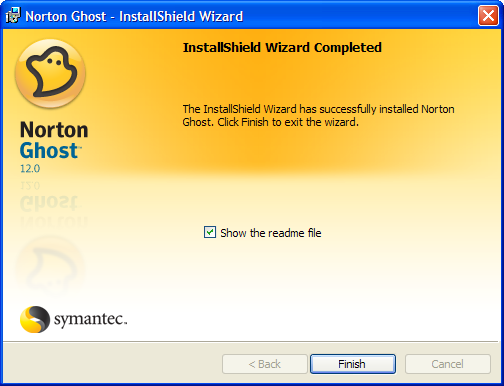 Norton Ghost - InstallShield Wizard
InstallShield Wizard Completed
The InstallShield Wizard has successfully installed Norton
Ghost. Click Finish to exit the wizard.
Norton
Ghost™
12.0
Show the readme file
symantec.
< Back
Finish
Cancel